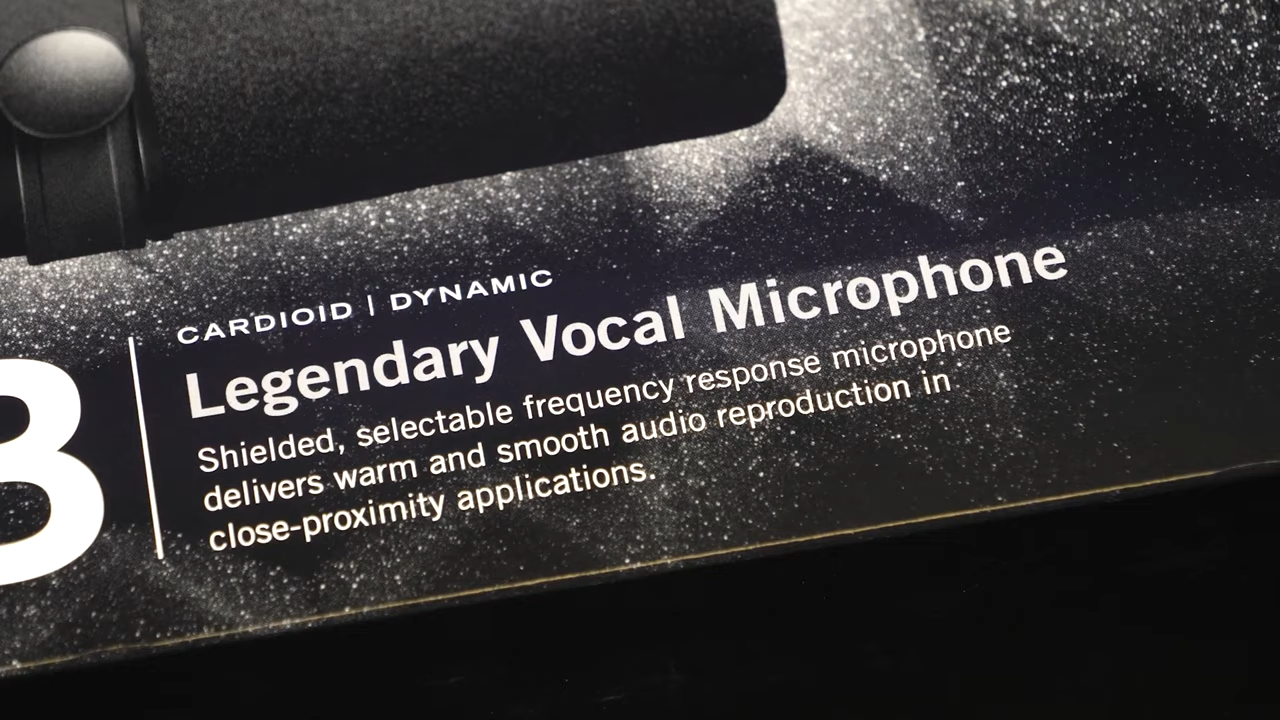 CARDIOID | DYNAMIC
Legendary Vocal Microphone
Shielded, selectable frequency response microphone
delivers warm and smooth audio reproduction in
close-proximity applications.
B